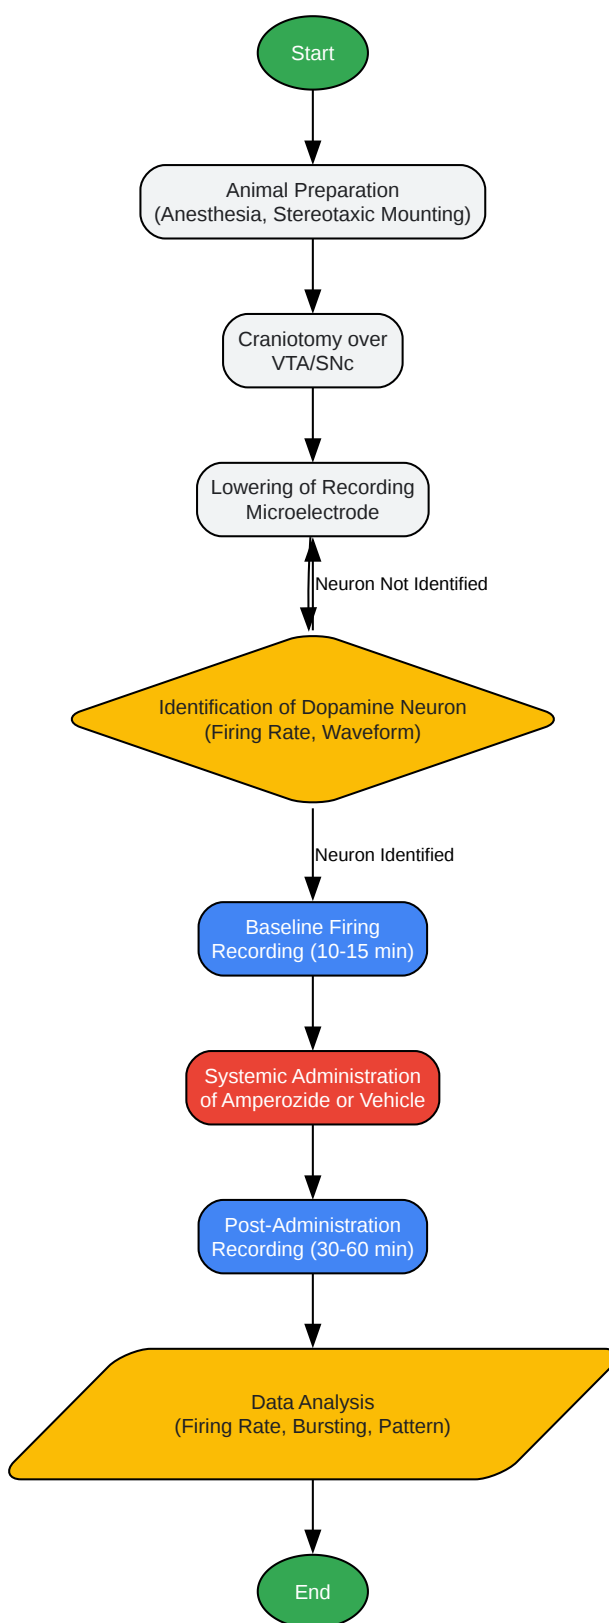 Start
Animal Preparation
(Anesthesia, Stereotaxic Mounting)
Craniotomy over
VTA/SNc
Lowering of Recording
Microelectrode
Neuron Not Identified
Identification of Dopamine Neuron
(Firing Rate, Waveform)
Neuron Identified
Baseline Firing
Recording (10-15 min)
Systemic Administration
of Amperozide or Vehicle
Post-Administration
Recording (30-60 min)
Data Analysis
(Firing Rate, Bursting, Pattern)
End